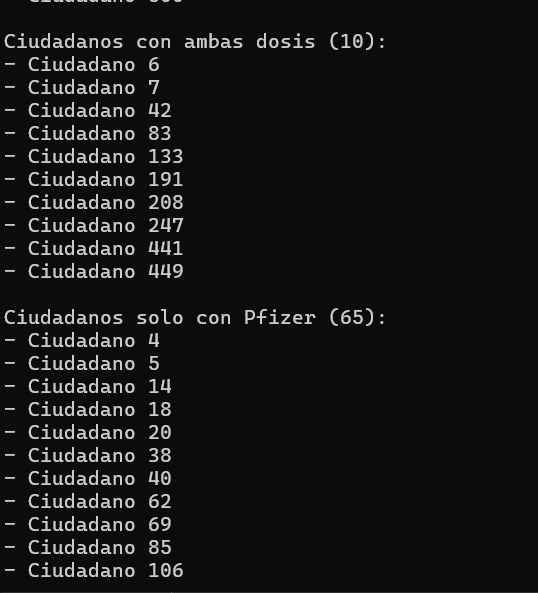 Ciudadanos con ambas dosis (10):
- Ciudadano 6
- Ciudadano 7
- Ciudadano 42
- Ciudadano 83
- Ciudadano 133
- Ciudadano 191
- Ciudadano 208
- Ciudadano 247
- Ciudadano 441
- Ciudadano 449
Ciudadanos solo con Pfizer (65):
- Ciudadano 4
- Ciudadano 5
- Ciudadano 14
- Ciudadano 18
- Ciudadano 20
- Ciudadano 38
- Ciudadano 40
- Ciudadano 62
- Ciudadano 69
- Ciudadano 85
- Ciudadano 106